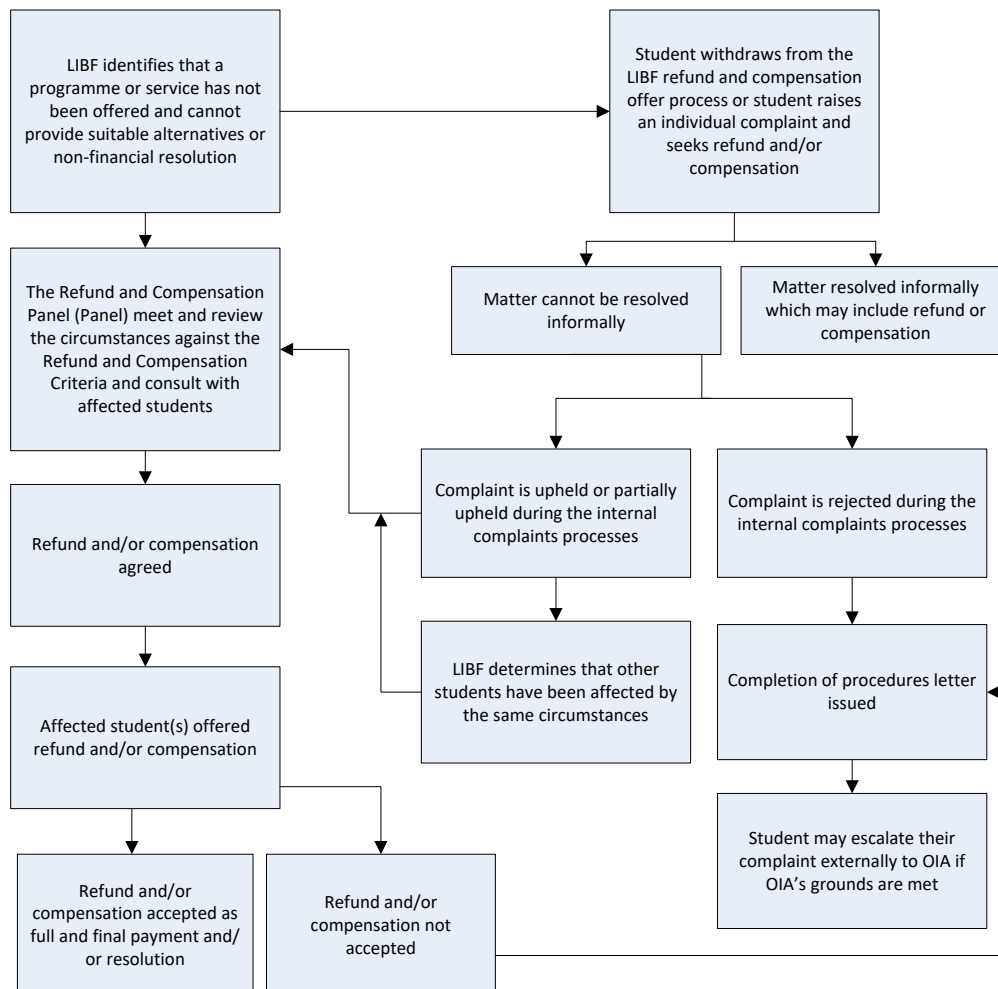 LIBF identifies that a
programme or service has not
been offered and cannot
provide suitable alternatives or
non-financial resolution
Student withdraws from the
LIBF refund and compensation
offer process or student raises
an individual complaint and
seeks refund and/or
compensation
The Refund and Compensation
Panel (Panel) meet and review
the circumstances against the
Refund and Compensation
Criteria and consult with
affected students
Matter cannot be resolved
informally
Matter resolved informally
which may include refund or
compensation
Refund and/or compensation
agreed
Complaint is upheld or partially
upheld during the internal
complaints processes
Complaint is rejected during the
internal complaints processes
Affected student(s) offered
refund and/or compensation
LIBF determines that other
students have been affected by
the same circumstances
Completion of procedures letter
issued
Refund and/or
compensation accepted as
full and final payment and/
or resolution
Refund and/or
compensation not
accepted
Student may escalate their
complaint externally to OIA if
OIA’s grounds are met